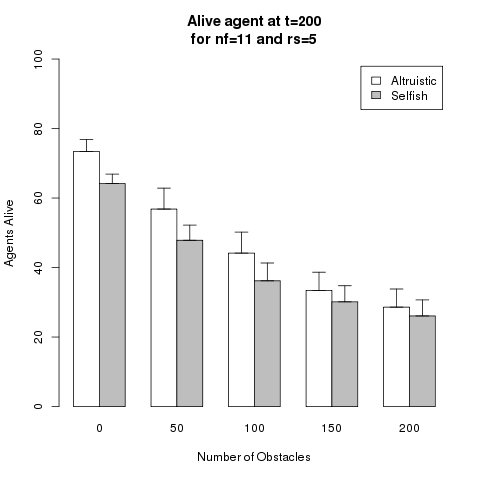 Alive agent at t=200
for nf=11 and rs=5
Altruistic
Selfish
Agents Alive
100
80
60
40
20
0
0 50 100 150 200
Number of Obstacles